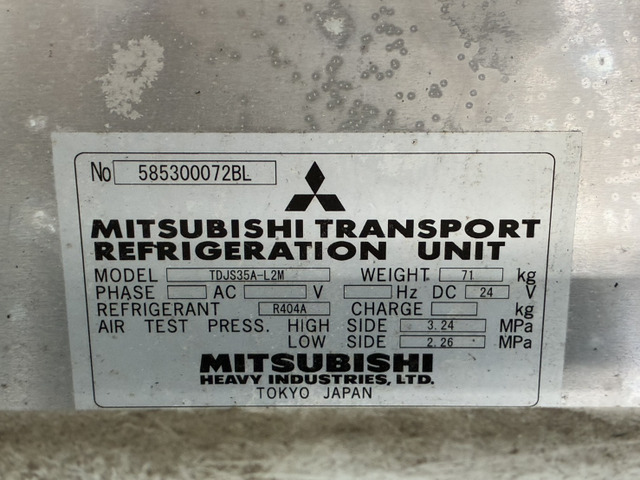 No 585300072BL
MITSUBISHI TRANSPORT
REFRIGERATION UNIT
MODEL TDJS35A-L2M WEIGHT 71 kg
PHASE AC V Hz DC 24 V
REFRIGERANT R404A CHARGE kg
AIR TEST PRESS. HIGH SIDE 3.24 MPa
LOW SIDE 2.26 MPa
MITSUBISHI
HEAVY INDUSTRIES, LTD.
TOKYO JAPAN